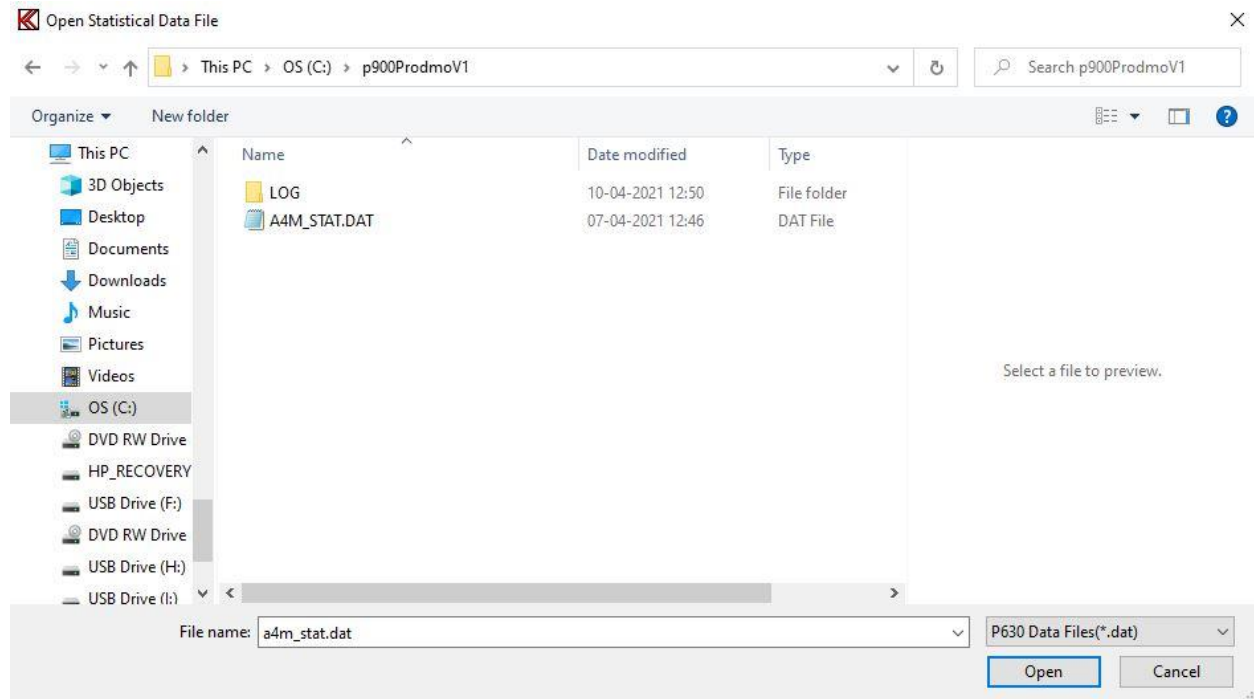 Open Statistical Data File
This PC > OS (C:) > p900ProdmoV1
Search p900ProdmoV1
Organize New folder
This PC
3D Objects
Desktop
Documents
Downloads
Music
Pictures
Videos
OS (C:)
DVD RW Drive
HP_RECOVERY
USB Drive (F:)
DVD RW Drive
USB Drive (H:)
USB Drive (I:)
Name Date modified Type
LOG 10-04-2021 12:50 File folder
A4M_STAT.DAT 07-04-2021 12:46 DAT File
Select a file to preview.
File name: a4m_stat.dat P630 Data Files(*.dat)
Open Cancel